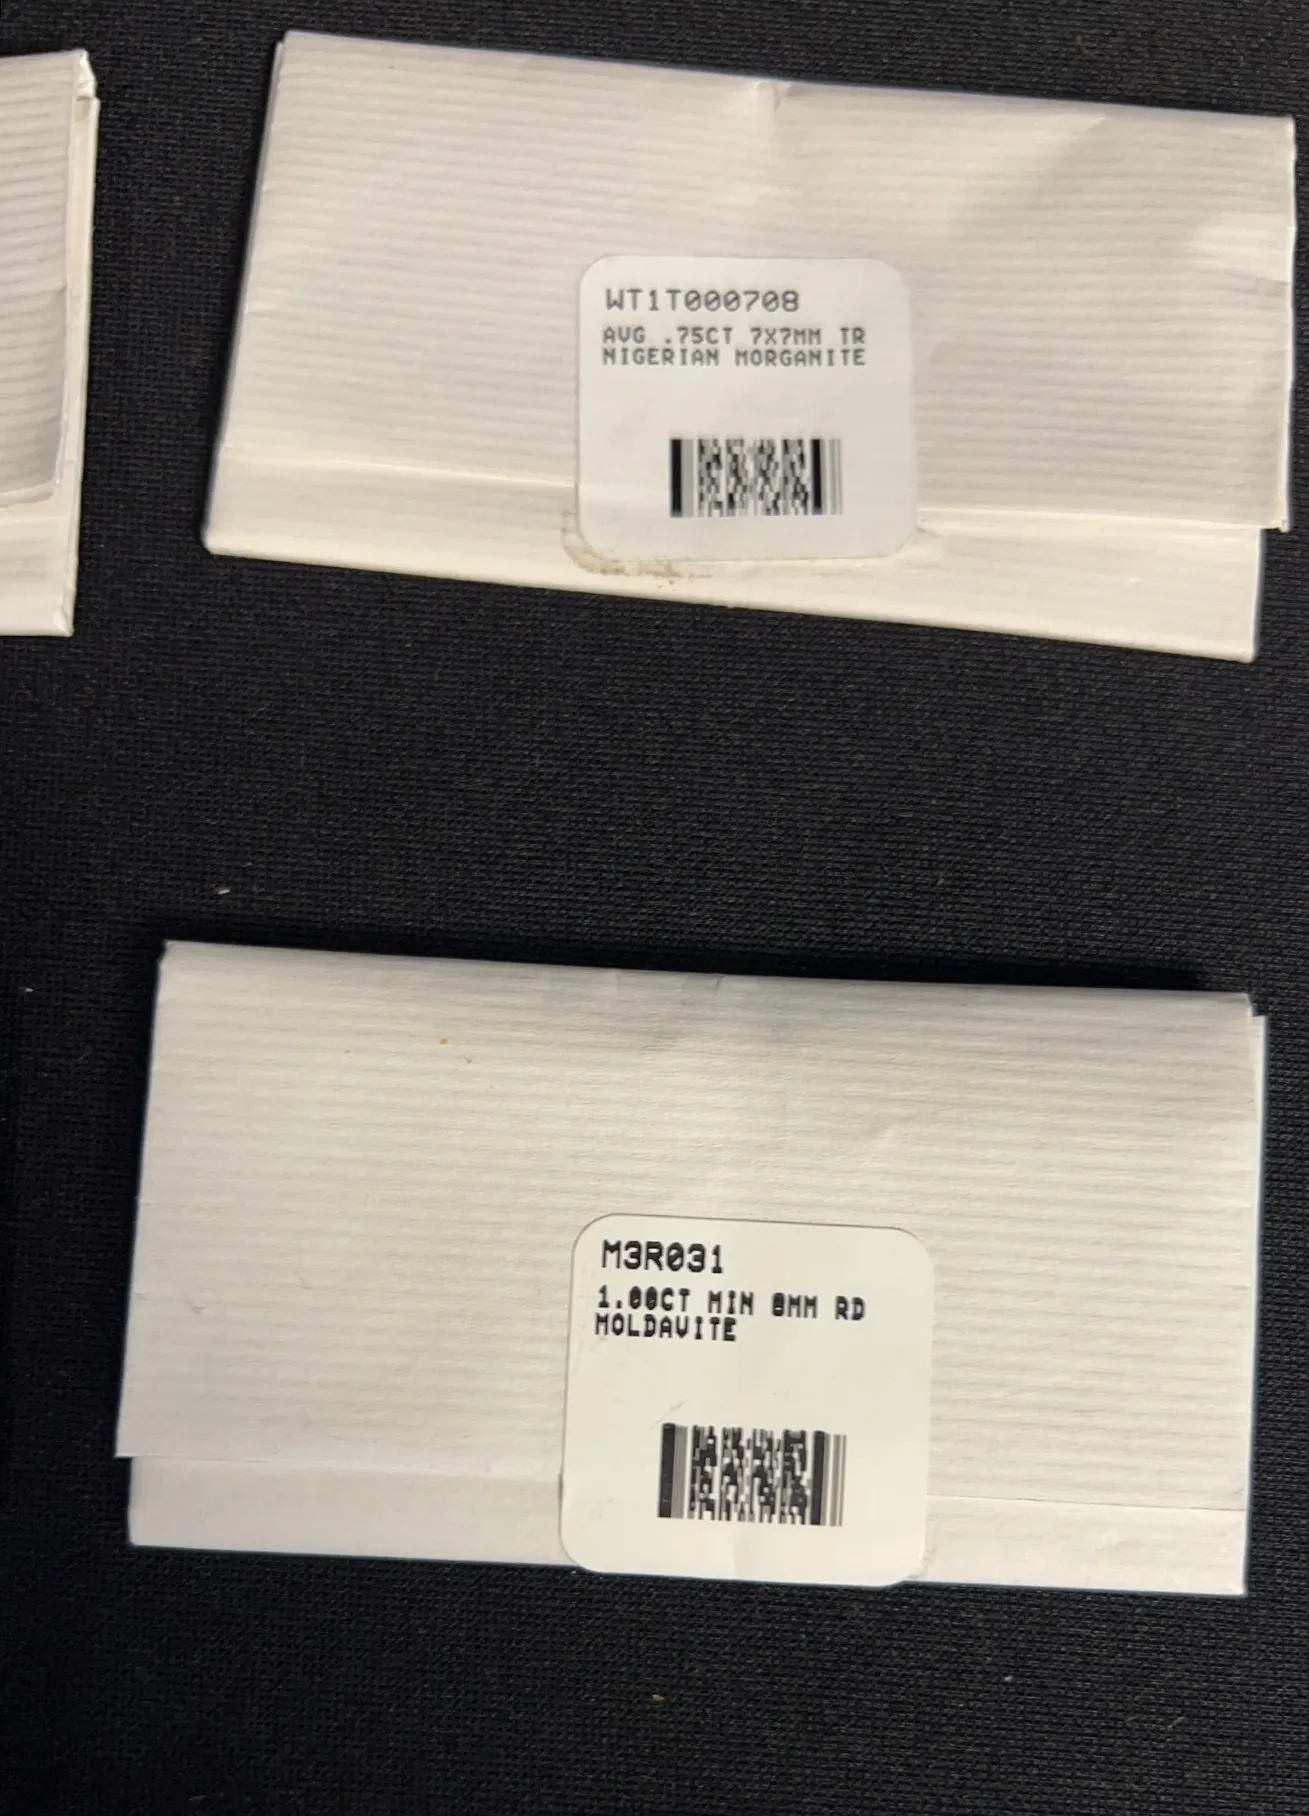 WT1T000708
AVG .75CT 7X7MM TR
NIGERIAN MORGANITE
M3R031
1.00CT MIN 8MM RD
MOLDAVITE